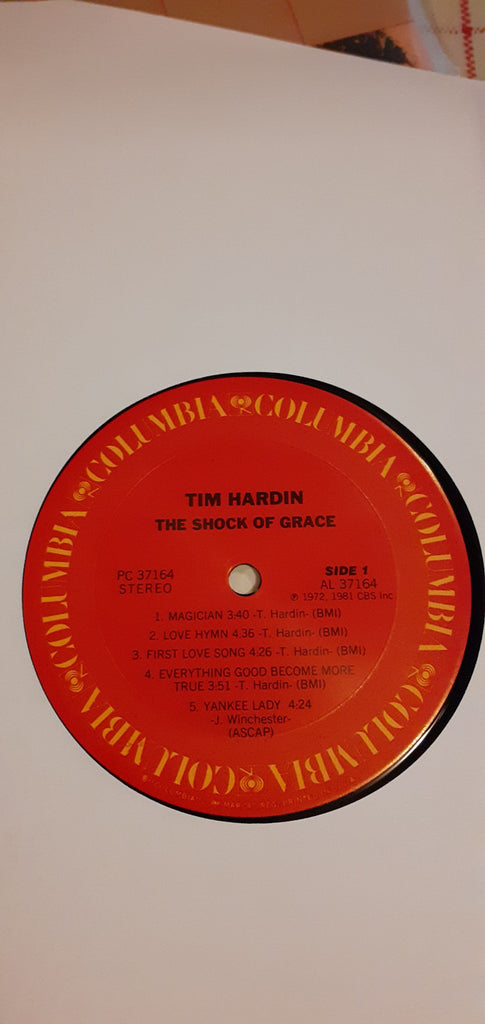 COLUMBIA COLUMBIA COLUMBIA COLUMBIA COLUMBIA COLUMBIA
TIM HARDIN
THE SHOCK OF GRACE
PC 37164
STEREO
SIDE 1
AL 37164
℗ 1972, 1981 CBS Inc.
1. MAGICIAN 3:40 -T. Hardin- (BMI)
2. LOVE HYMN 4.36 -T. Hardin- (BMI)
3. FIRST LOVE SONG 4:26 -T. Hardin- (BMI)
4. EVERYTHING GOOD BECOME MORE
TRUE 3:51 -T. Hardin- (BMI)
5. YANKEE LADY 4:24
-J. Winchester-
(ASCAP)
COLUMBIA PRINTED